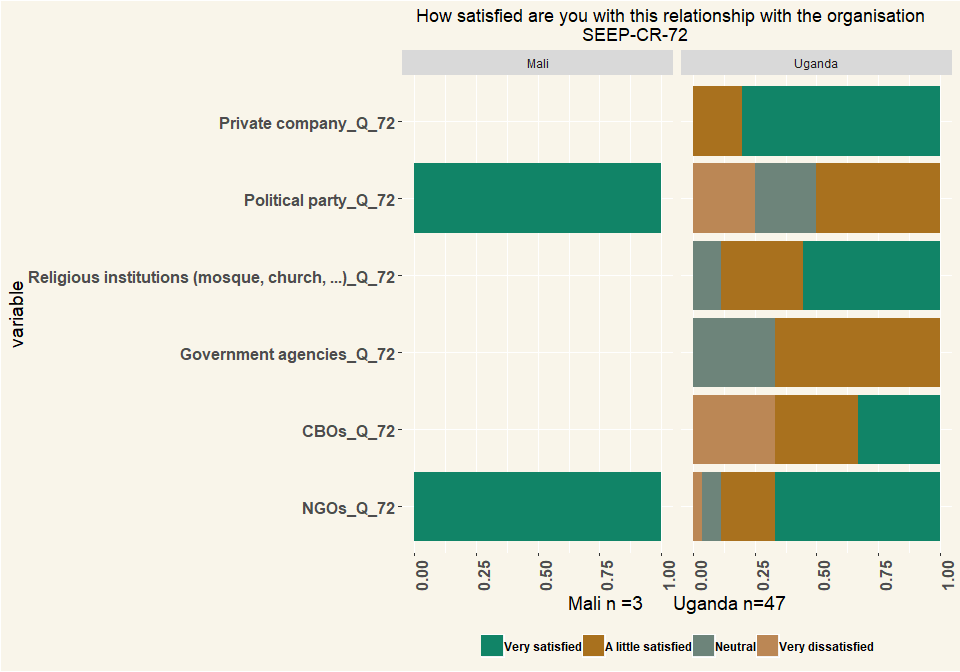 How satisfied are you with this relationship with the organisation
SEEP-CR-72
Mali
Uganda
variable
Private company_Q_72
Political party_Q_72
Religious institutions (mosque, church, ...)_Q_72
Government agencies_Q_72
CBOs_Q_72
NGOs_Q_72
0.00 0.25 0.50 0.75 1.00
0.00 0.25 0.50 0.75 1.00
Mali n =3 Uganda n=47
Very satisfied A little satisfied Neutral Very dissatisfied